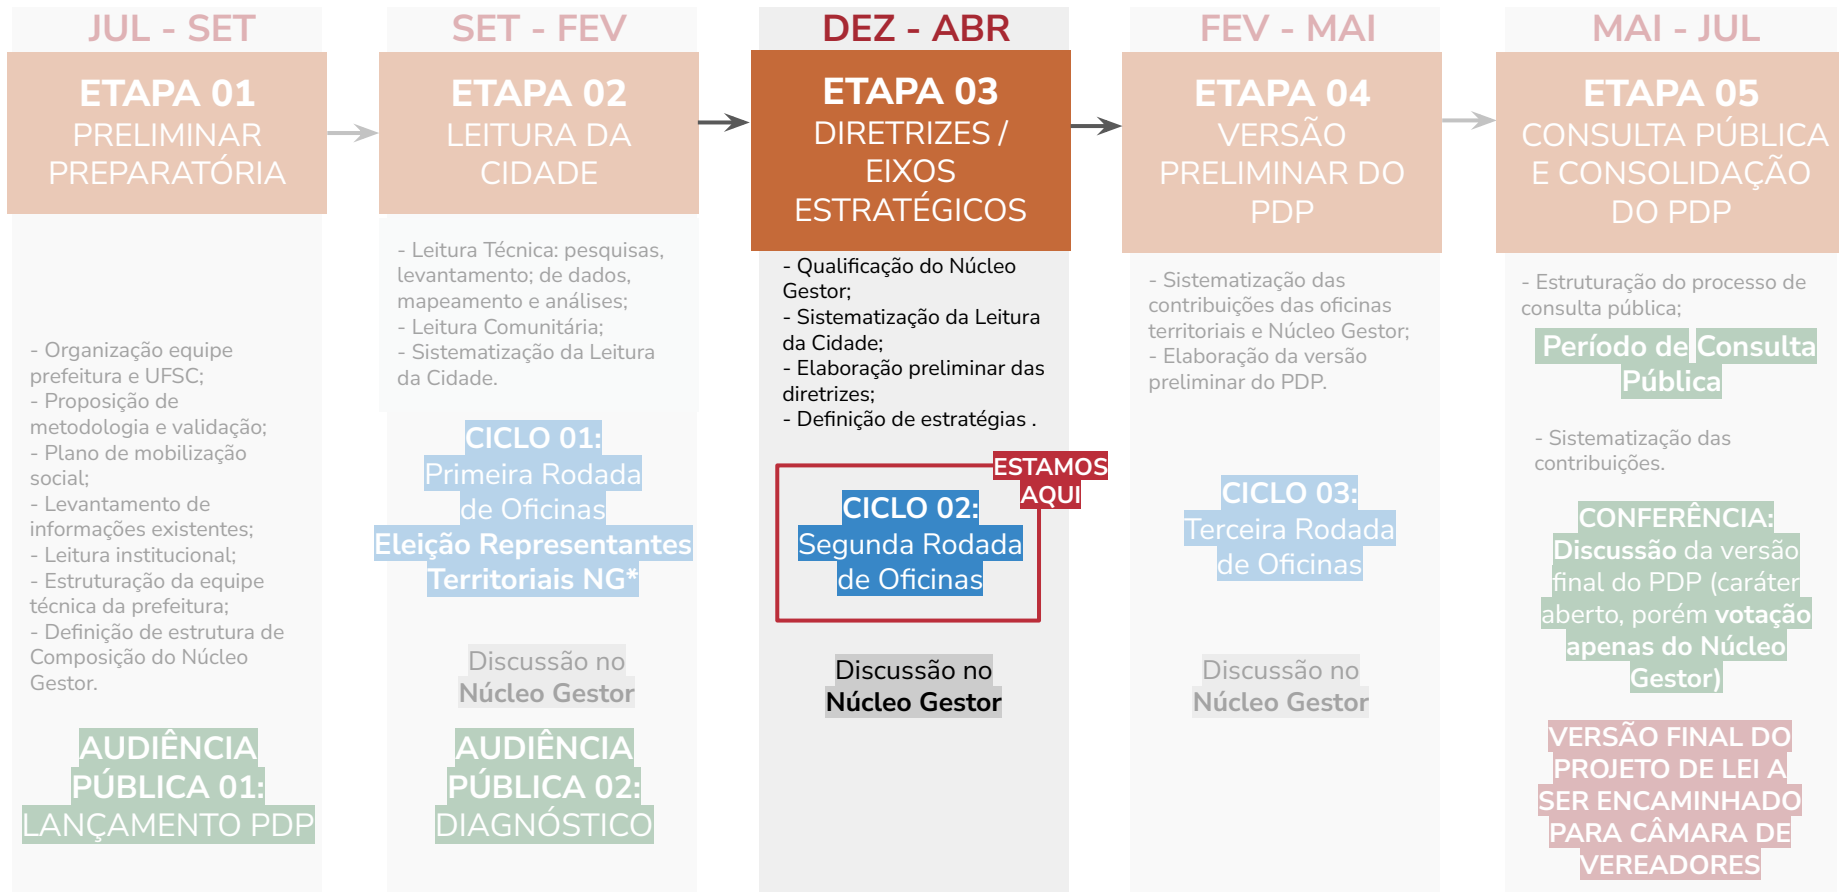 JUL - SET
ETAPA 01
PRELIMINAR
PREPARATÓRIA
- Organização equipe
prefeitura e UFSC;
- Proposição de
metodologia e validação;
- Plano de mobilização
social;
- Levantamento de
informações existentes;
- Leitura institucional;
- Estruturação da equipe
técnica da prefeitura;
- Definição de estrutura de
Composição do Núcleo
Gestor.
AUDIÊNCIA
PÚBLICA 01:
LANÇAMENTO PDP
SET - FEV
ETAPA 02
LEITURA DA
CIDADE
- Leitura Técnica: pesquisas,
levantamento; de dados,
mapeamento e análises;
- Leitura Comunitária;
- Sistematização da Leitura
da Cidade.
CICLO 01:
Primeira Rodada
de Oficinas
Eleição Representantes
Territoriais NG*
Discussão no
Núcleo Gestor
AUDIÊNCIA
PÚBLICA 02:
DIAGNÓSTICO
DEZ - ABR
ETAPA 03
DIRETRIZES /
EIXOS
ESTRATÉGICOS
- Qualificação do Núcleo
Gestor;
- Sistematização da Leitura
da Cidade;
- Elaboração preliminar das
diretrizes;
- Definição de estratégias .
ESTAMOS
AQUI
CICLO 02:
Segunda Rodada
de Oficinas
Discussão no
Núcleo Gestor
FEV - MAI
ETAPA 04
VERSÃO
PRELIMINAR DO
PDP
- Sistematização das
contribuições das oficinas
territoriais e Núcleo Gestor;
- Elaboração da versão
preliminar do PDP.
CICLO 03:
Terceira Rodada
de Oficinas
Discussão no
Núcleo Gestor
MAI - JUL
ETAPA 05
CONSULTA PÚBLICA
E CONSOLIDAÇÃO
DO PDP
- Estruturação do processo de
consulta pública;
Período de Consulta
Pública
- Sistematização das
contribuições.
CONFERÊNCIA:
Discussão da versão
final do PDP (caráter
aberto, porém votação
apenas do Núcleo
Gestor)
VERSÃO FINAL DO
PROJETO DE LEI A
SER ENCAMINHADO
PARA CÂMARA DE
VEREADORES